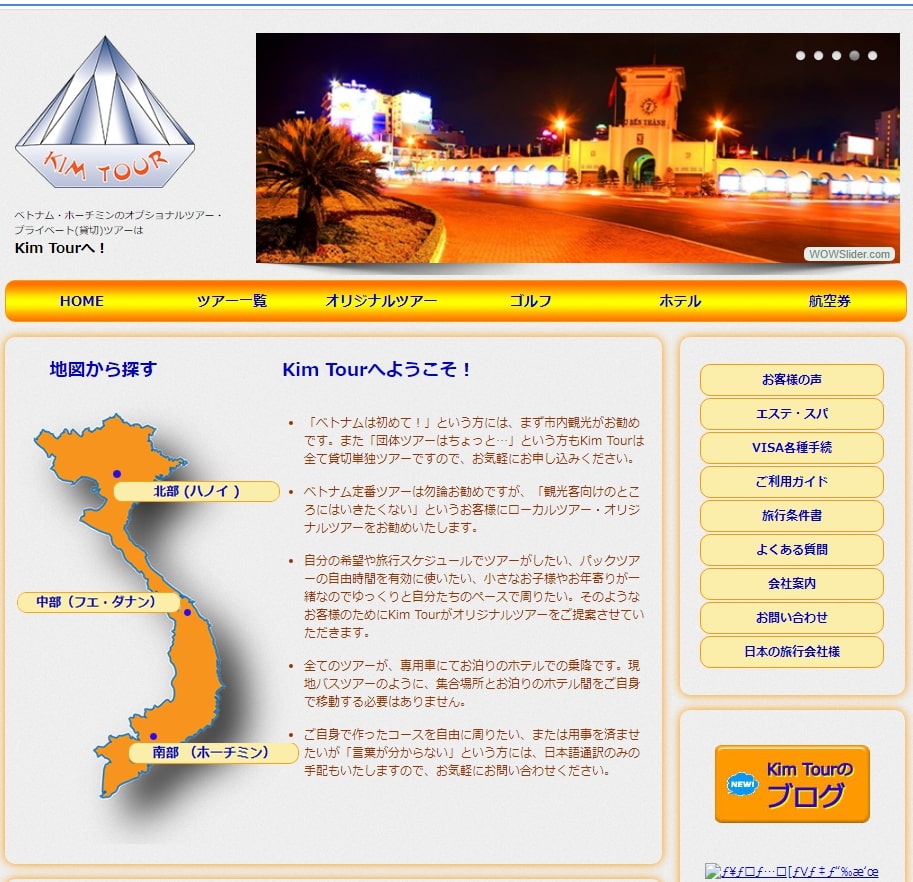 KIM TOUR
ベトナム・ホーチミンのオプショナルツアー・
プライベート(貸切)ツアーは
Kim Tourへ！
BẾN THÀNH
WOWSlider.com
HOME
ツアー一覧
オリジナルツアー
ゴルフ
ホテル
航空券
地図から探す
北部 (ハノイ )
中部（フエ・ダナン）
南部 （ホーチミン）
Kim Tourへようこそ！
「ベトナムは初めて！」という方には、まず市内観光がお勧め
です。また「団体ツアーはちょっと…」という方もKim Tourは
全て貸切単独ツアーですので、お気軽にお申し込みください。
ベトナム定番ツアーは勿論お勧めですが、「観光客向けのとこ
ろにはいきたくない」というお客様にローカルツアー・オリジ
ナルツアーをお勧めいたします。
自分の希望や旅行スケジュールでツアーがしたい、パックツア
ーの自由時間を有効に使いたい、小さなお子様やお年寄りが一
緒なのでゆっくりと自分たちのペースで周りたい。そのような
お客様のためにKim Tourがオリジナルツアーをご提案させてい
ただきます。
全てのツアーが、専用車にてお泊りのホテルでの乗降です。現
地バスツアーのように、集合場所とお泊りのホテル間をご自身
で移動する必要はありません。
ご自身で作ったコースを自由に周りたい、または用事を済ませ
たいが「言葉が分からない」という方には、日本語通訳のみの
手配もいたしますので、お気軽にお問い合わせください。
お客様の声
エステ・スパ
VISA各種手続
ご利用ガイド
旅行条件書
よくある質問
会社案内
お問い合わせ
日本の旅行会社様
NEW!
Kim Tourの
ブログ